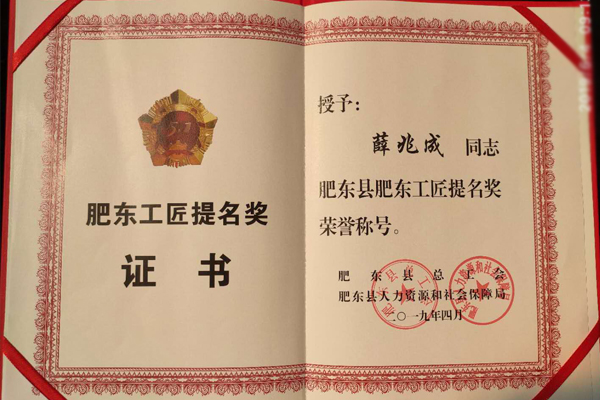 肥东工匠提名奖
证书
授予：
薛兆成 同志
肥东县肥东工匠提名奖
荣誉称号。
肥东县总工会
肥东县人力资源和社会保障局
二〇一九年四月